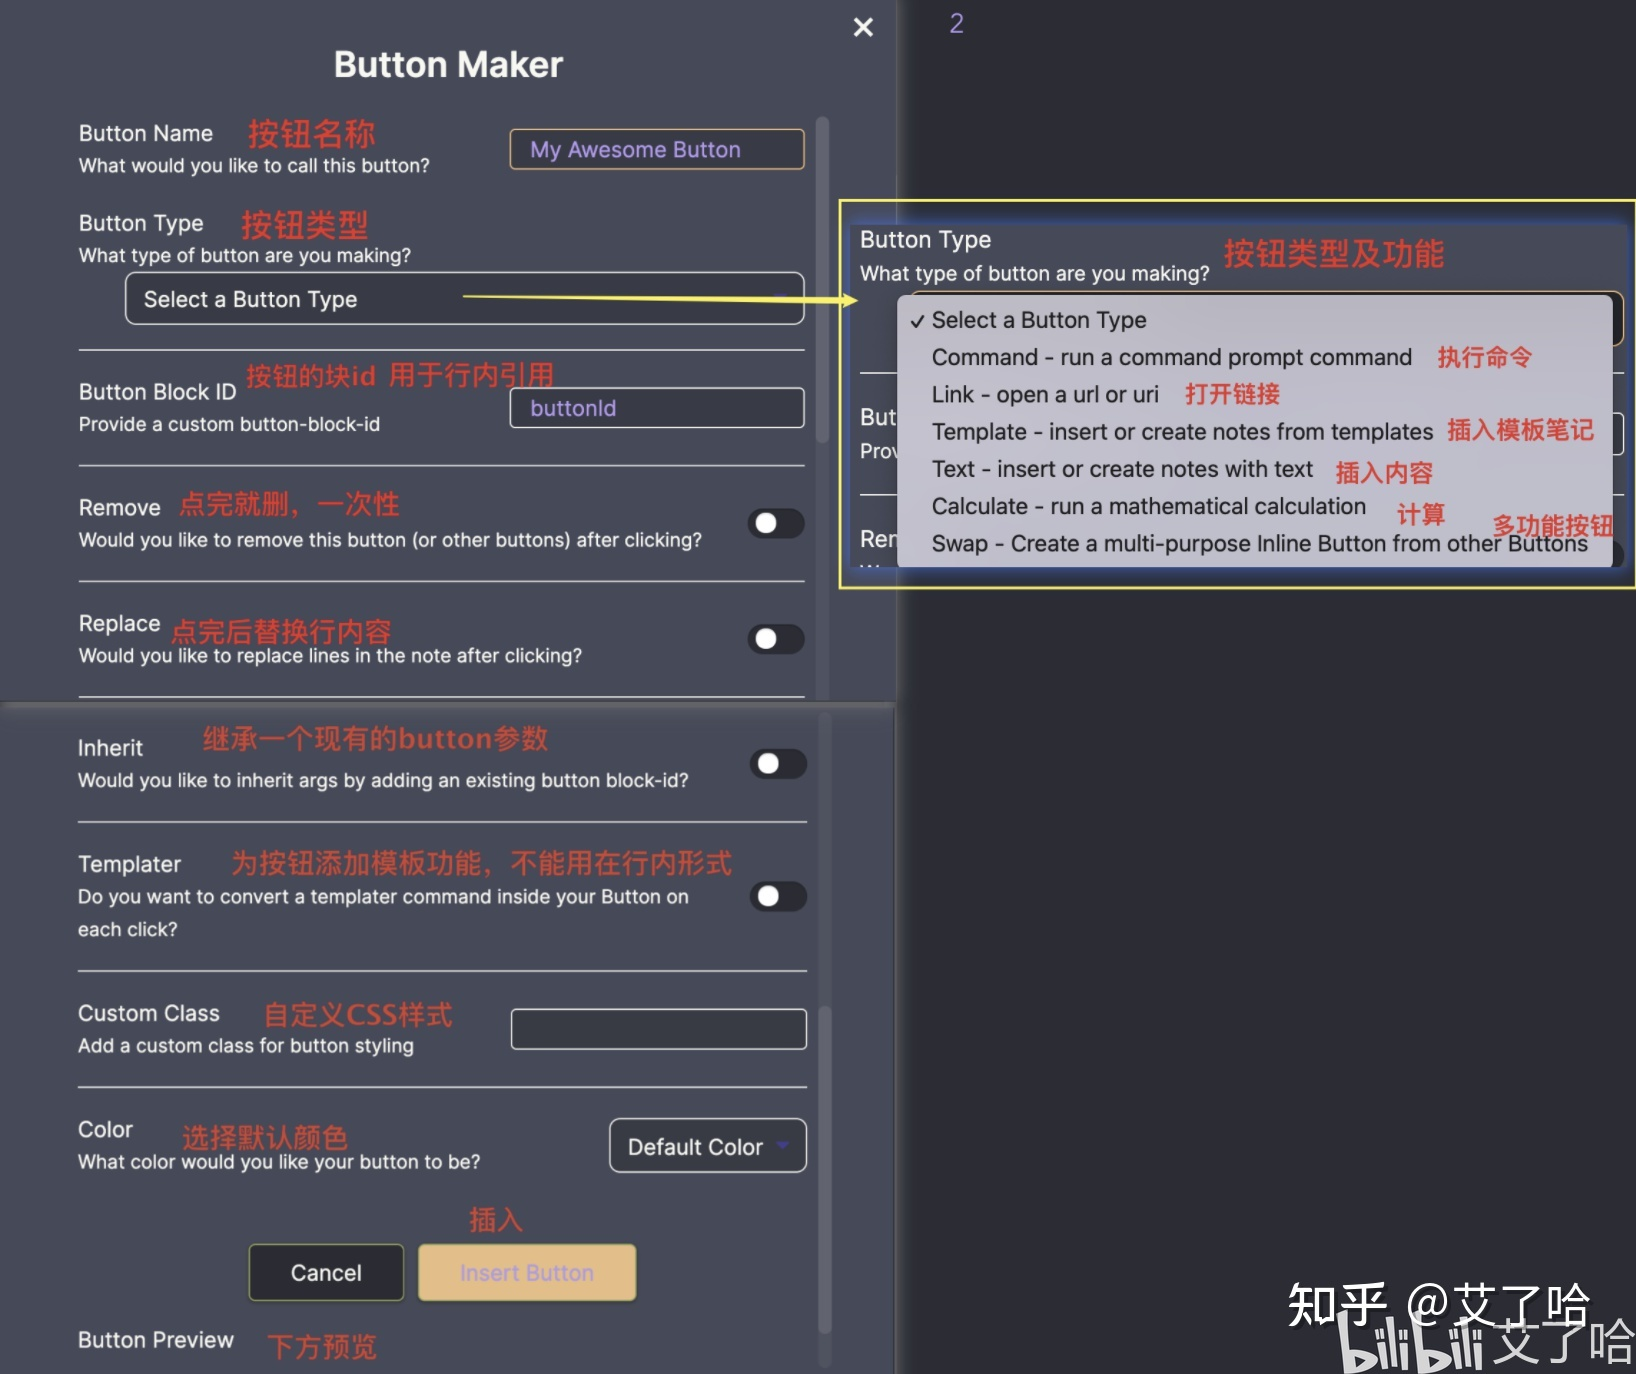 Button Maker
2
Button Name 按钮名称
What would you like to call this button?
My Awesome Button
Button Type 按钮类型
What type of button are you making?
Select a Button Type
Button Block ID 按钮的块id 用于行内引用
Provide a custom button-block-id
buttonId
Remove 点完就删，一次性
Would you like to remove this button (or other buttons) after clicking?
Replace 点完后替换行内容
Would you like to replace lines in the note after clicking?
Inherit 继承一个现有的button参数
Would you like to inherit args by adding an existing button block-id?
Templater 为按钮添加模板功能，不能用在行内形式
Do you want to convert a templater command inside your Button on
each click?
Custom Class 自定义CSS样式
Add a custom class for button styling
Color 选择默认颜色
What color would you like your button to be?
Default Color
插入
Cancel
Insert Button
Button Preview 下方预览
Button Type 按钮类型及功能
What type of button are you making?
✓ Select a Button Type
Command - run a command prompt command 执行命令
Link - open a url or uri 打开链接
Template - insert or create notes from templates 插入模板笔记
Text - insert or create notes with text 插入内容
Calculate - run a mathematical calculation 计算
Swap - Create a multi-purpose Inline Button from other Buttons 多功能按钮
But
Prov
Rem
知乎 @艾了哈
bilibili 艾了哈